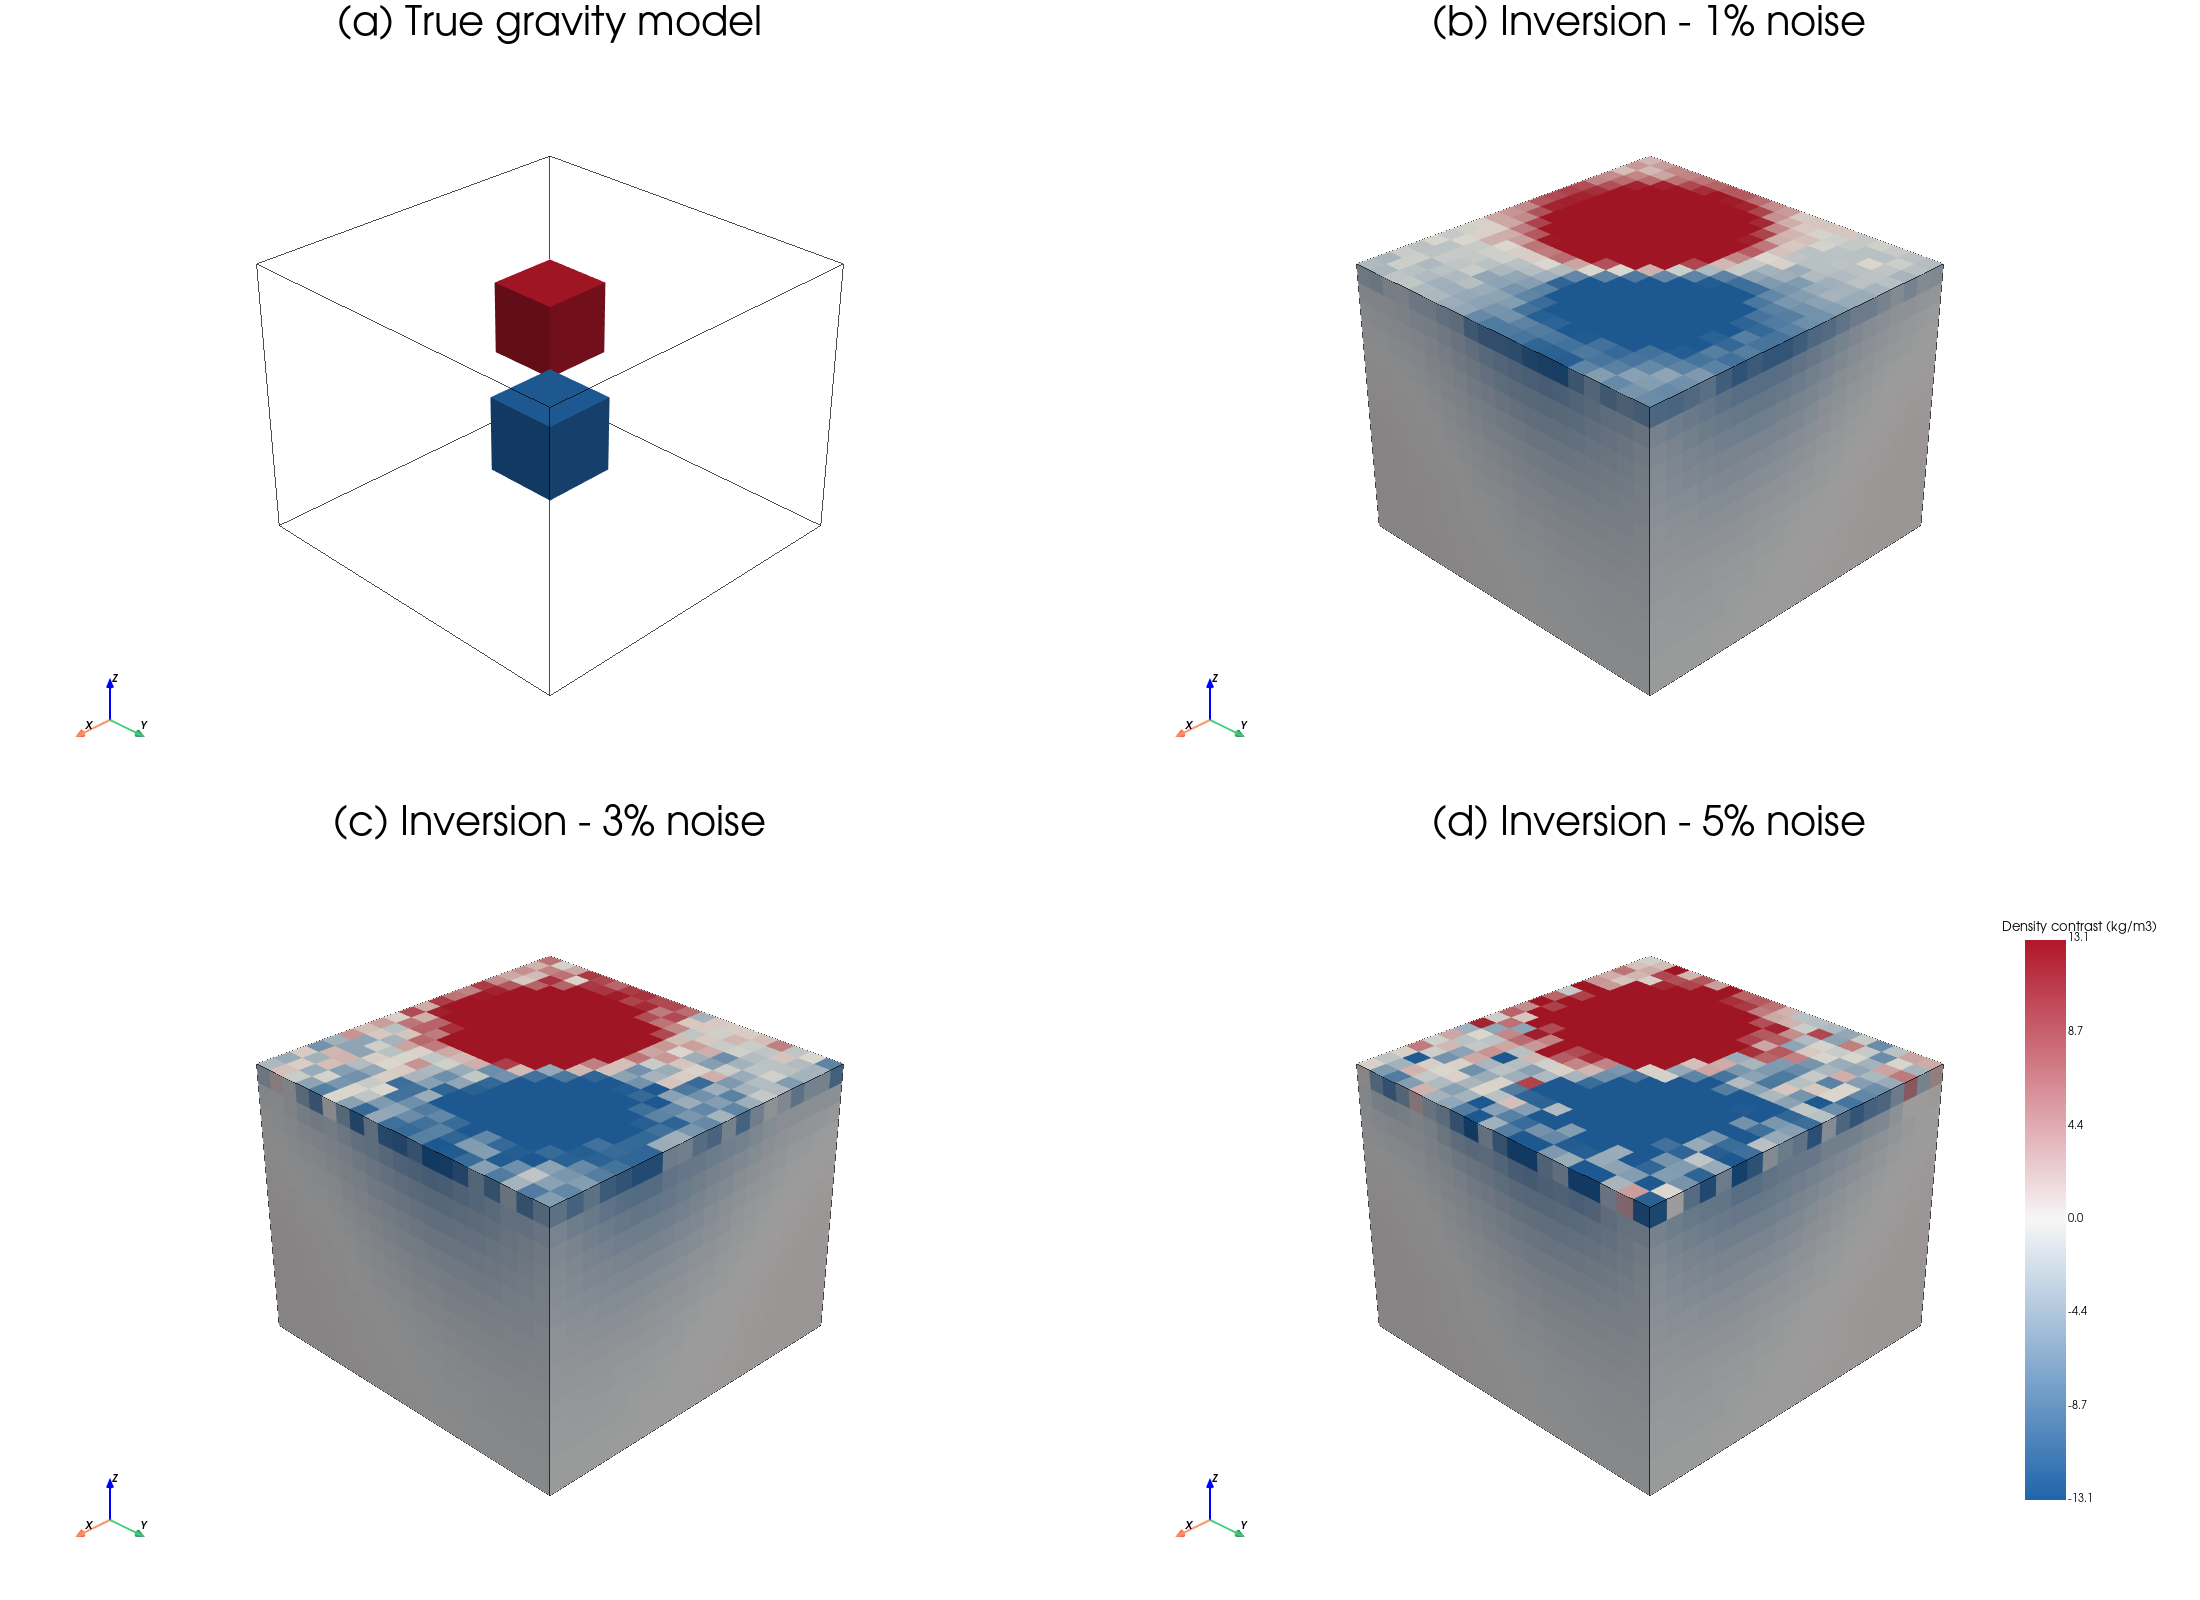 (a) True gravity model
(b) Inversion - 1% noise
Z
X
Y
Z
X
Y
(c) Inversion - 3% noise
(d) Inversion - 5% noise
Density contrast (kg/m3)
13.1
8.7
4.4
0.0
-4.4
-8.7
-13.1
Z
X
Y
Z
X
Y